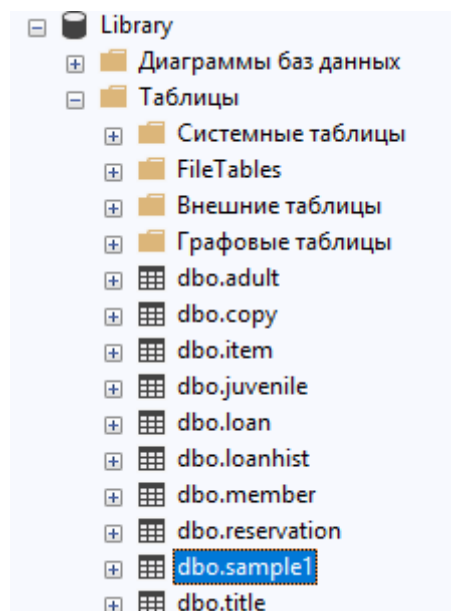 Library
Диаграммы баз данных
Таблицы
Системные таблицы
FileTables
Внешние таблицы
Графовые таблицы
dbo.adult
dbo.copy
dbo.item
dbo.juvenile
dbo.loan
dbo.loanhist
dbo.member
dbo.reservation
dbo.sample1
dbo.title